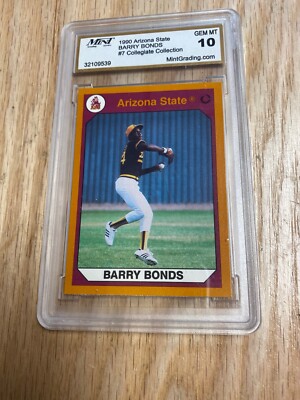 MINT
32109539
1990 Arizona State
BARRY BONDS
#7 Collegiate Collection
GEM MT
10
MintGrading.com
Arizona State®
BARRY BONDS